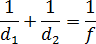 1/d₁ + 1/d₂ = 1/f